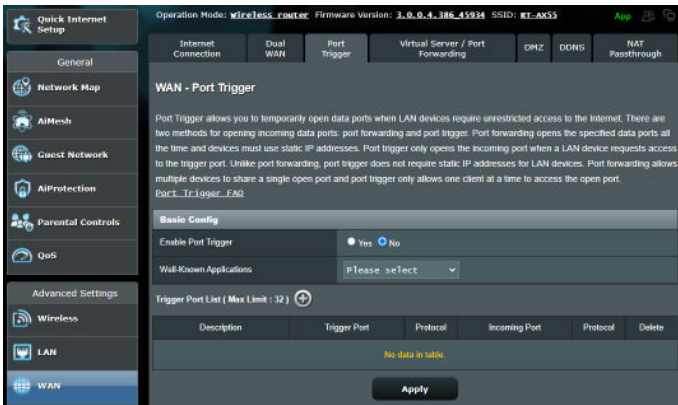 Quick Internet
Setup
Operation Mode: Wireless router Firmware Version: 3.0.0.4.386_45934 SSID: RT-AX55
App
Internet
Connection
Dual
WAN
Port
Trigger
Virtual Server / Port
Forwarding
DMZ
DDNS
NAT
Passthrough
General
Network Map
AiMesh
Guest Network
AiProtection
Parental Controls
QoS
Advanced Settings
Wireless
LAN
WAN
WAN - Port Trigger
Port Trigger allows you to temporarily open data ports when LAN devices require unrestricted access to the Internet. There are
two methods for opening incoming data ports: port forwarding and port trigger. Port forwarding opens the specified data ports all
the time and devices must use static IP addresses. Port trigger only opens the incoming port when a LAN device requests access
to the trigger port. Unlike port forwarding, port trigger does not require static IP addresses for LAN devices. Port forwarding allows
multiple devices to share a single open port and port trigger only allows one client at a time to access the open port.
Port Trigger FAQ
Basic Config
Enable Port Trigger Yes No
Well-Known Applications Please select
Trigger Port List ( Max Limit : 32 )
Description Trigger Port Protocol Incoming Port Protocol Delete
No data in table.
Apply